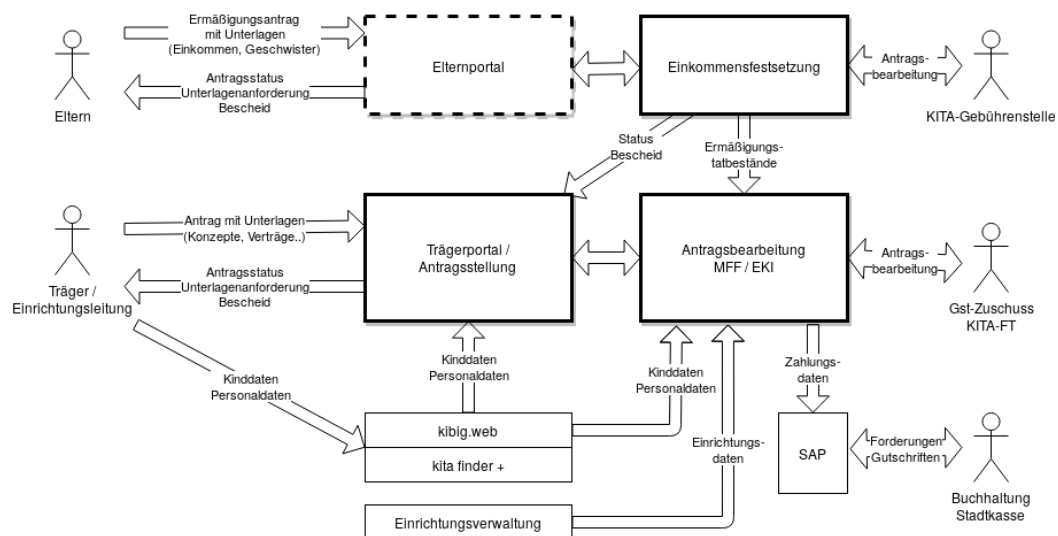 Ermäßigungsantrag
mit Unterlagen
(Einkommen, Geschwister)
Antragsstatus
Unterlagenanforderung
Bescheid
Eltern
Elternportal
Einkommensfestsetzung
Antrags-
bearbeitung
KITA-Gebührenstelle
Status
Bescheid
Ermäßigungs-
tatbestände
Antrag mit Unterlagen
(Konzepte, Verträge..)
Antragsstatus
Unterlagenanforderung
Bescheid
Träger /
Einrichtungsleitung
Trägerportal /
Antragsstellung
Antragsbearbeitung
MFF / EKI
Antrags-
bearbeitung
Gst-Zuschuss
KITA-FT
Kinddaten
Personaldaten
Kinddaten
Personaldaten
Kinddaten
Personaldaten
Zahlungs-
daten
kibig.web
kita finder +
Einrichtungs-
daten
SAP
Forderungen
Gutschriften
Buchhaltung
Stadtkasse
Einrichtungsverwaltung